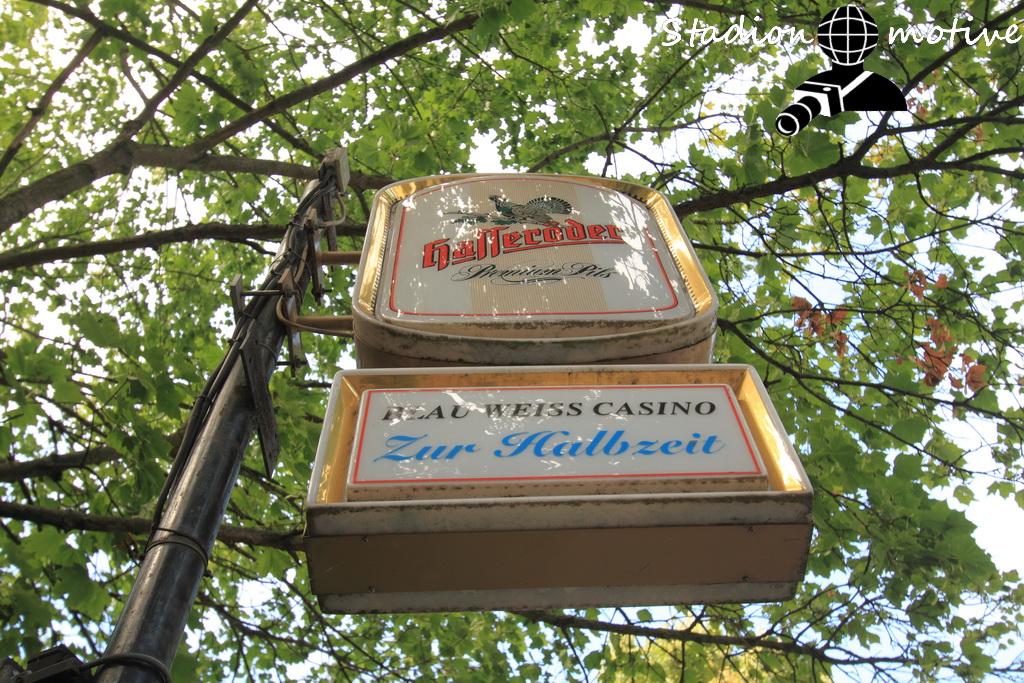 Stadion motive
Hasseröder
Premium Pils
BLAU WEISS CASINO
Zur Halbzeit